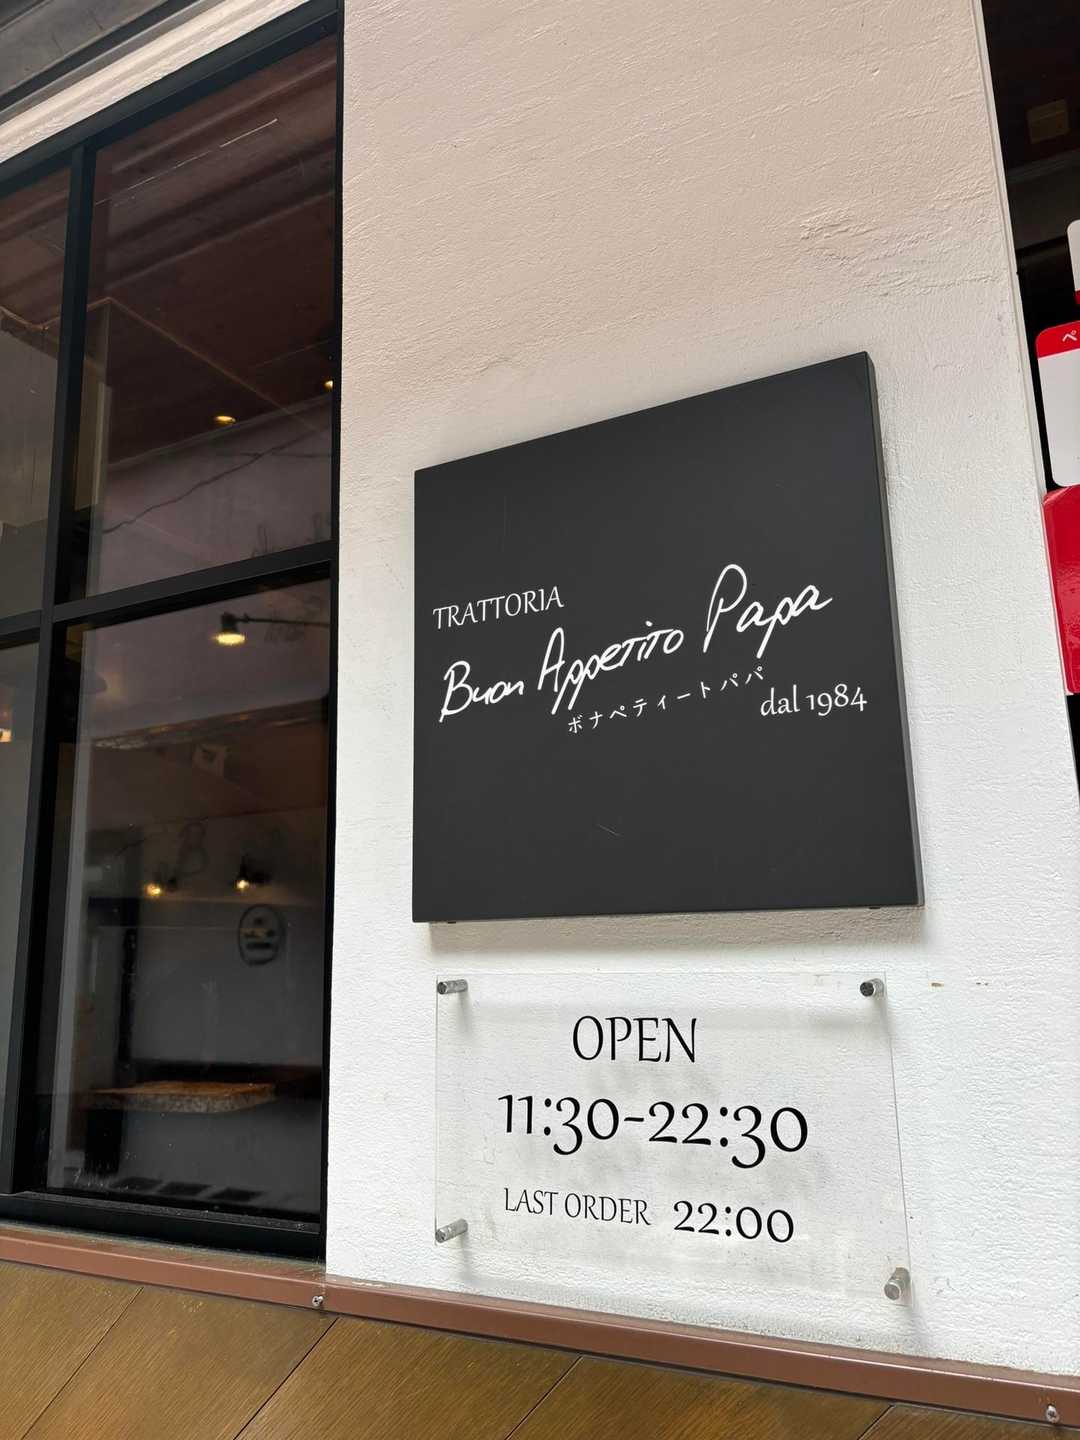 TRATTORIA
Buon Appetito Papa
ボナペティートパパ
dal 1984
OPEN
11:30-22:30
LAST ORDER 22:00
ペ